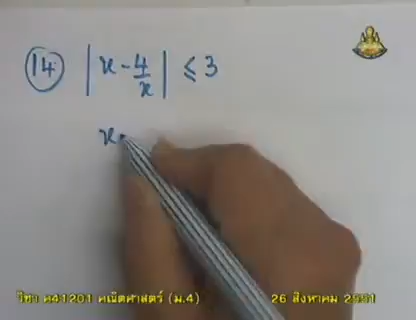 14 |x - 4/x| ≤ 3
x
วิชา ค41201 คณิตศาสตร์ (ม.4) 26 สิงหาคม 2551